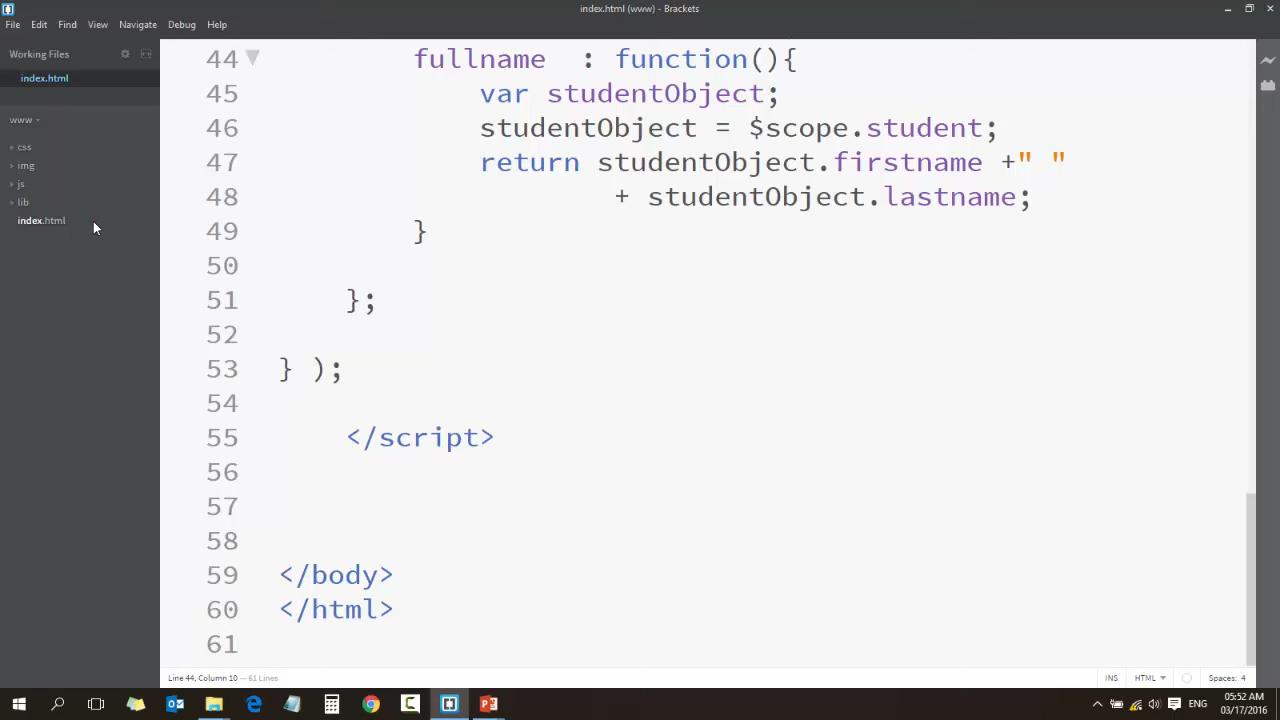 index.html (www) - Brackets
File Edit Find View Navigate Debug Help
Working Files
index.html
www
css
img
js
lib
index.html
44 fullname : function(){
45 var studentObject;
46 studentObject = $scope.student;
47 return studentObject.firstname +" "
48 + studentObject.lastname;
49 }
50
51 };
52
53 } );
54
55 </script>
56
57
58
59 </body>
60 </html>
61
Line 44, Column 10 — 61 Lines
INS HTML Spaces: 4
ENG
05:52 AM
03/17/2016